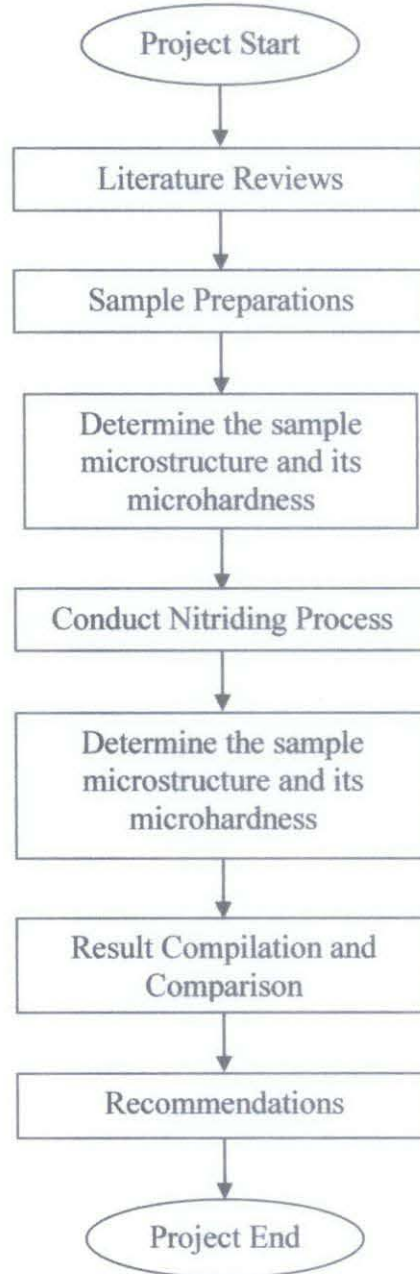 Project Start
Literature Reviews
Sample Preparations
Determine the sample
microstructure and its
microhardness
Conduct Nitriding Process
Determine the sample
microstructure and its
microhardness
Result Compilation and
Comparison
Recommendations
Project End